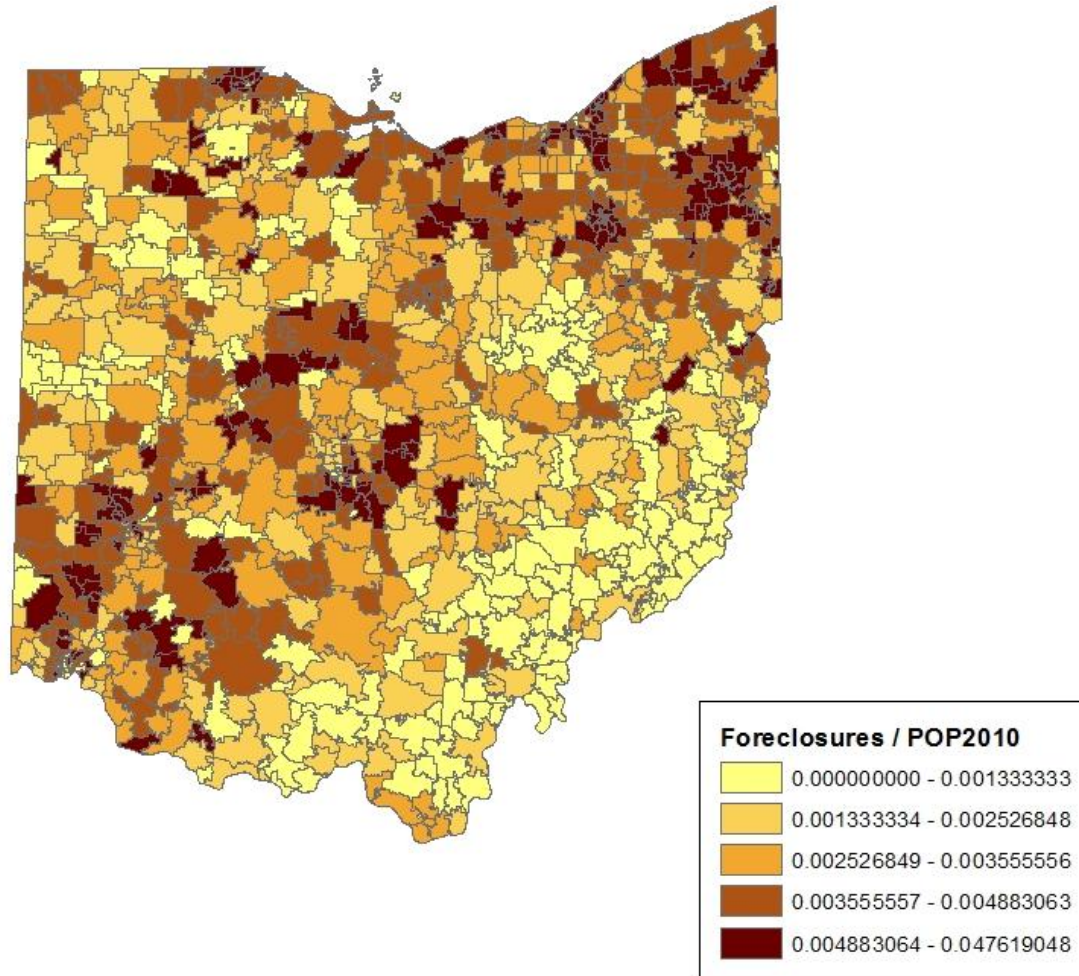 Foreclosures / POP2010
0.000000000 - 0.001333333
0.001333334 - 0.002526848
0.002526849 - 0.003555556
0.003555557 - 0.004883063
0.004883064 - 0.047619048